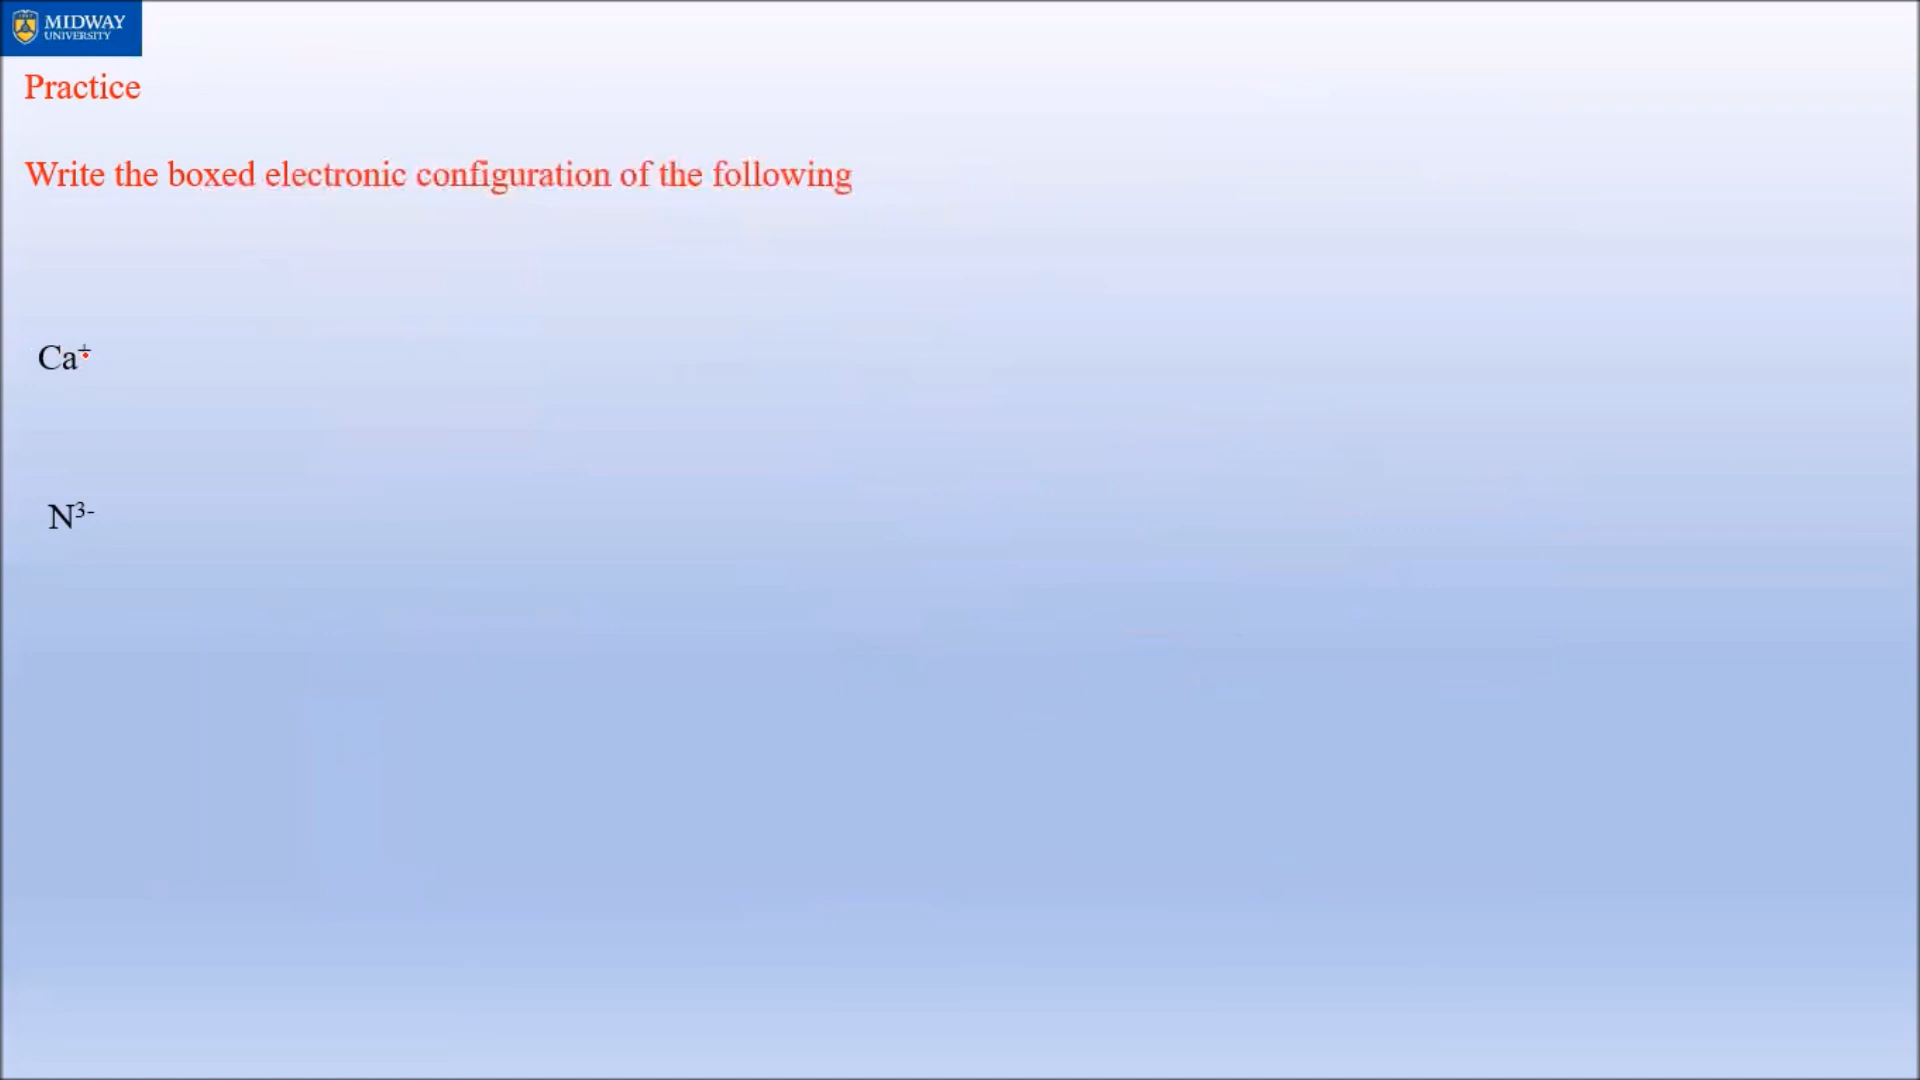 MIDWAY
UNIVERSITY
Practice
Write the boxed electronic configuration of the following
Ca⁺
N³⁻